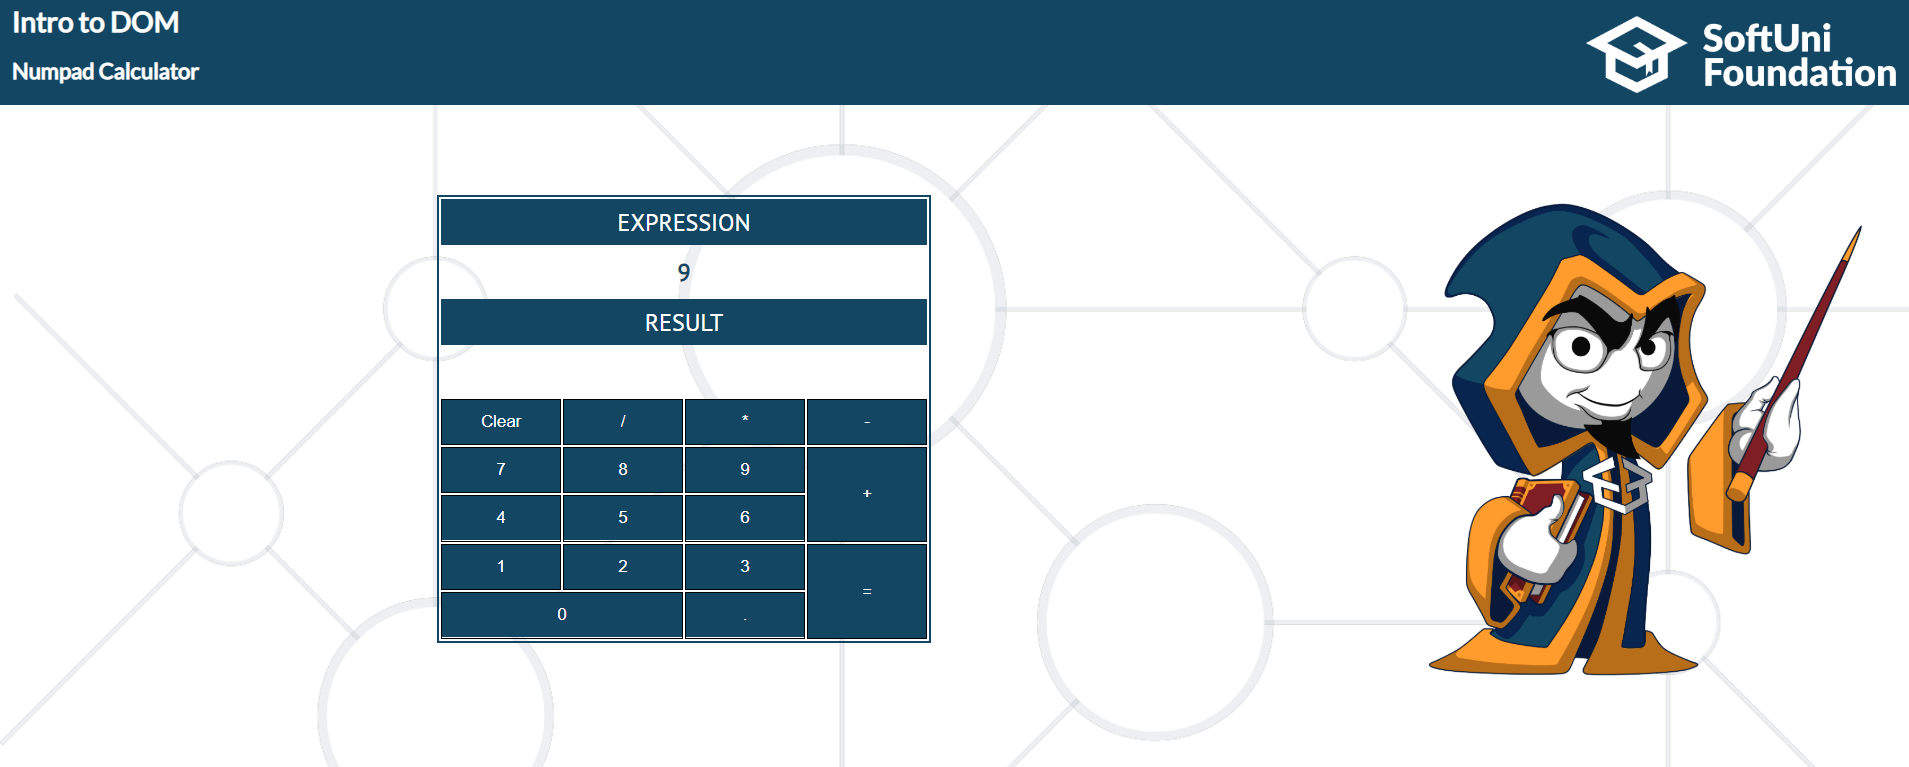 Intro to DOM
Numpad Calculator
SoftUni
Foundation
EXPRESSION
9
RESULT
Clear / * -
7 8 9 +
4 5 6
1 2 3 =
0 .